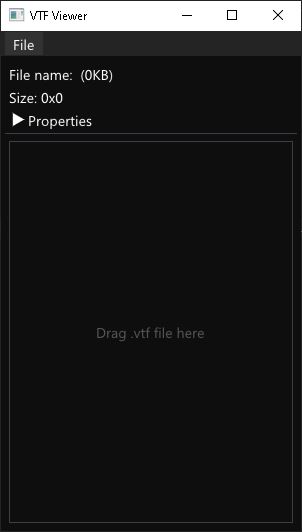 VTF Viewer
File
File name:  (0KB)
Size: 0x0
Properties
Drag .vtf file here